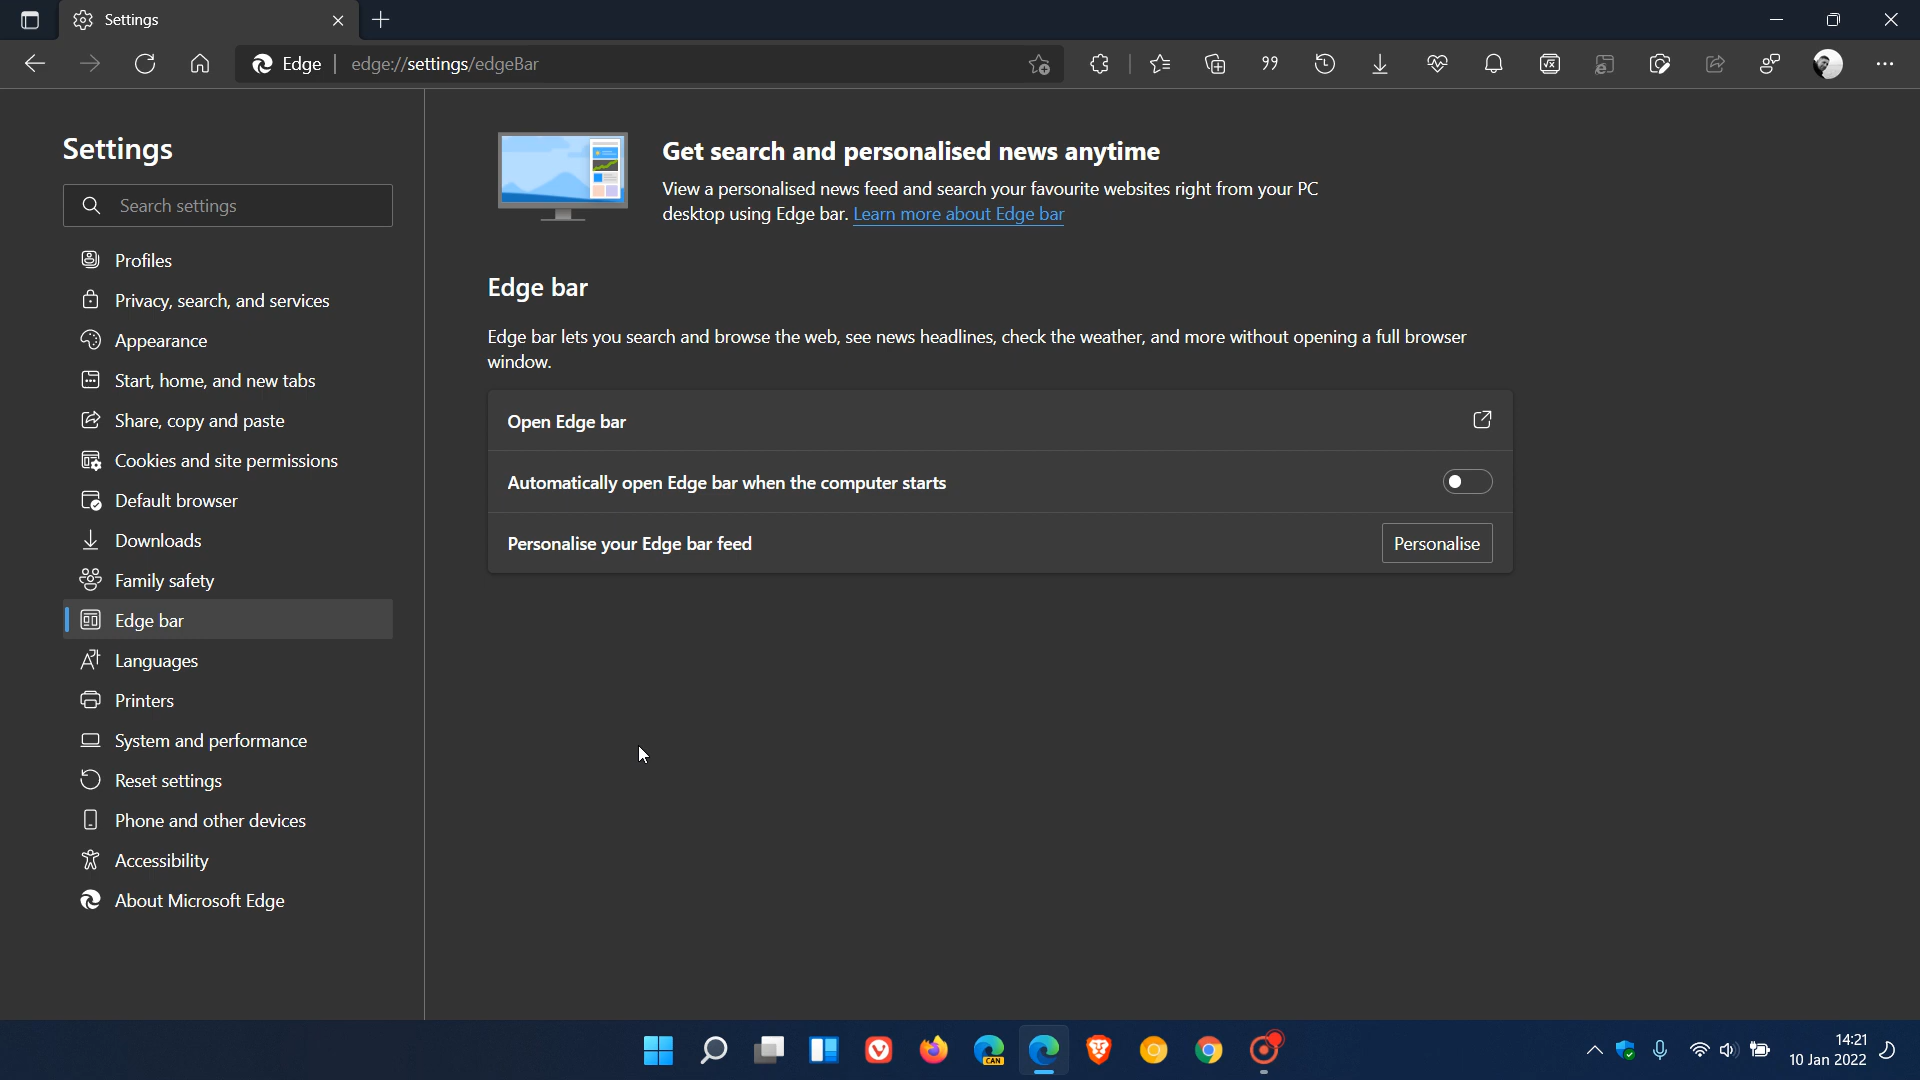 Settings
Edge
edge://settings/edgeBar
Settings
Search settings
Profiles
Privacy, search, and services
Appearance
Start, home, and new tabs
Share, copy and paste
Cookies and site permissions
Default browser
Downloads
Family safety
Edge bar
Languages
Printers
System and performance
Reset settings
Phone and other devices
Accessibility
About Microsoft Edge
Get search and personalised news anytime
View a personalised news feed and search your favourite websites right from your PC
desktop using Edge bar. Learn more about Edge bar
Edge bar
Edge bar lets you search and browse the web, see news headlines, check the weather, and more without opening a full browser
window.
Open Edge bar
Automatically open Edge bar when the computer starts
Personalise your Edge bar feed
Personalise
CAN
14:21
10 Jan 2022